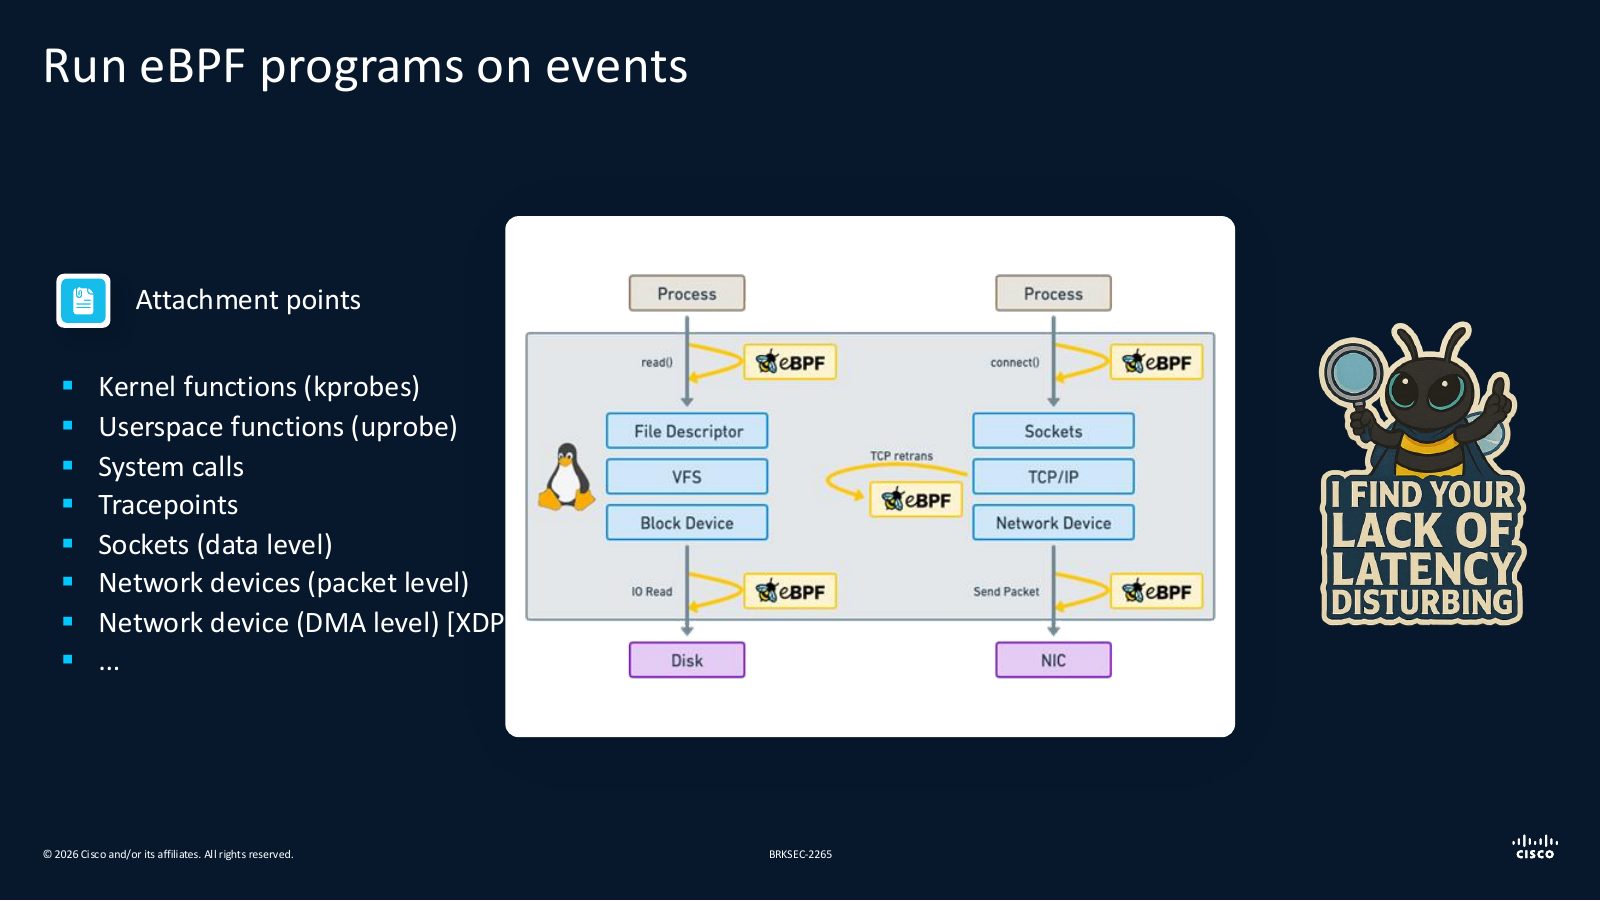 Run eBPF programs on events
Attachment points
Kernel functions (kprobes)
Userspace functions (uprobe)
System calls
Tracepoints
Sockets (data level)
Network devices (packet level)
Network device (DMA level) [XDP
...
Process
read()
eBPF
File Descriptor
VFS
Block Device
IO Read
eBPF
Disk
Process
connect()
eBPF
Sockets
TCP retrans
TCP/IP
eBPF
Network Device
Send Packet
eBPF
NIC
I FIND YOUR
LACK OF
LATENCY
DISTURBING
© 2026 Cisco and/or its affiliates. All rights reserved.
BRKSEC-2265
CISCO